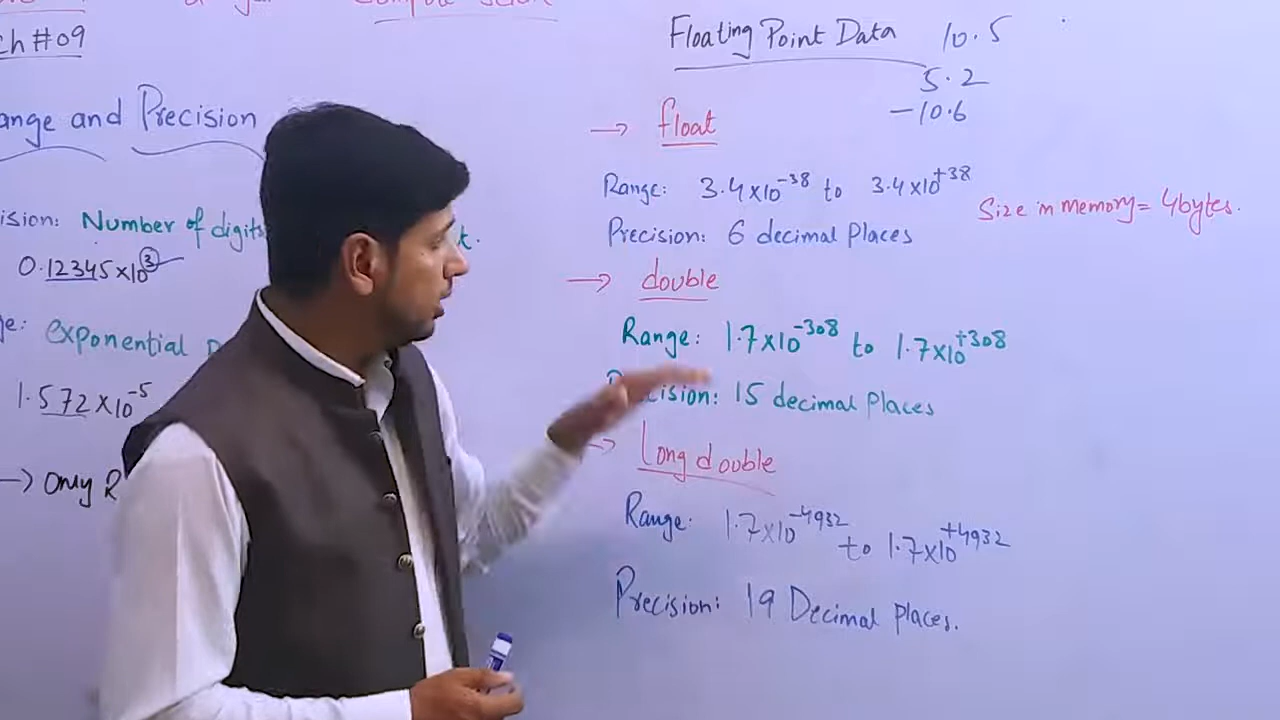 Ch #09
ange and Precision
ision: Number of digits t.
0.12345 × 10³
ge: exponential
1.572 × 10⁻⁵
→ Only R
Floating Point Data 10.5
5.2
-10.6
→ float
Range: 3.4×10⁻³⁸ to 3.4×10⁺³⁸
Size in memory = 4bytes.
Precision: 6 decimal Places
→ double
Range: 1.7×10⁻³⁰⁸ to 1.7×10⁺³⁰⁸
Precision: 15 decimal Places
→ Long double
Range: 1.7×10⁻⁴⁹³² to 1.7×10⁺⁴⁹³²
Precision: 19 Decimal Places.